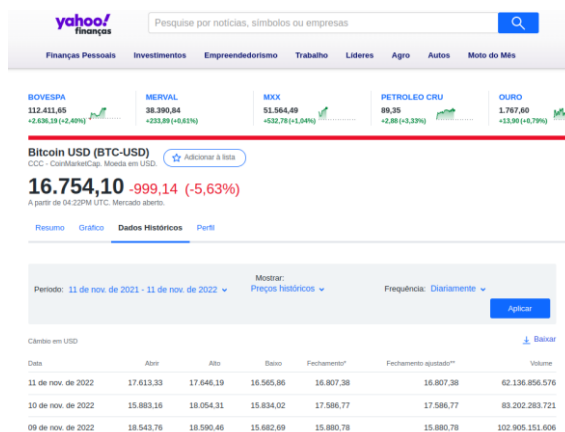 yahoo!
finanças
Pesquise por notícias, símbolos ou empresas
Finanças Pessoais Investimentos Empreendedorismo Trabalho Líderes Agro Autos Moto do Mês
BOVESPA MERVAL MXX PETROLEO CRU OURO
112.411,65 38.390,84 51.564,49 89,35 1.767,60
+2.636,19 (+2,40%) +233,89 (+0,61%) +532,78 (+1,04%) +2,88 (+3,33%) +13,90 (+0,79%)
Bitcoin USD (BTC-USD)
Adicionar à lista
CCC - CoinMarketCap. Moeda em USD.
16.754,10 -999,14 (-5,63%)
A partir de 04:22PM UTC. Mercado aberto.
Resumo Gráfico Dados Históricos Perfil
Mostrar:
Período: 11 de nov. de 2021 - 11 de nov. de 2022 Preços históricos Frequência: Diariamente
Aplicar
Câmbio em USD Baixar
Data Abrir Alto Baixo Fechamento* Fechamento ajustado** Volume
11 de nov. de 2022 17.613,33 17.646,19 16.565,86 16.807,38 16.807,38 62.136.856.576
10 de nov. de 2022 15.883,16 18.054,31 15.834,02 17.586,77 17.586,77 83.202.283.721
09 de nov. de 2022 18.543,76 18.590,46 15.682,69 15.880,78 15.880,78 102.905.151.606